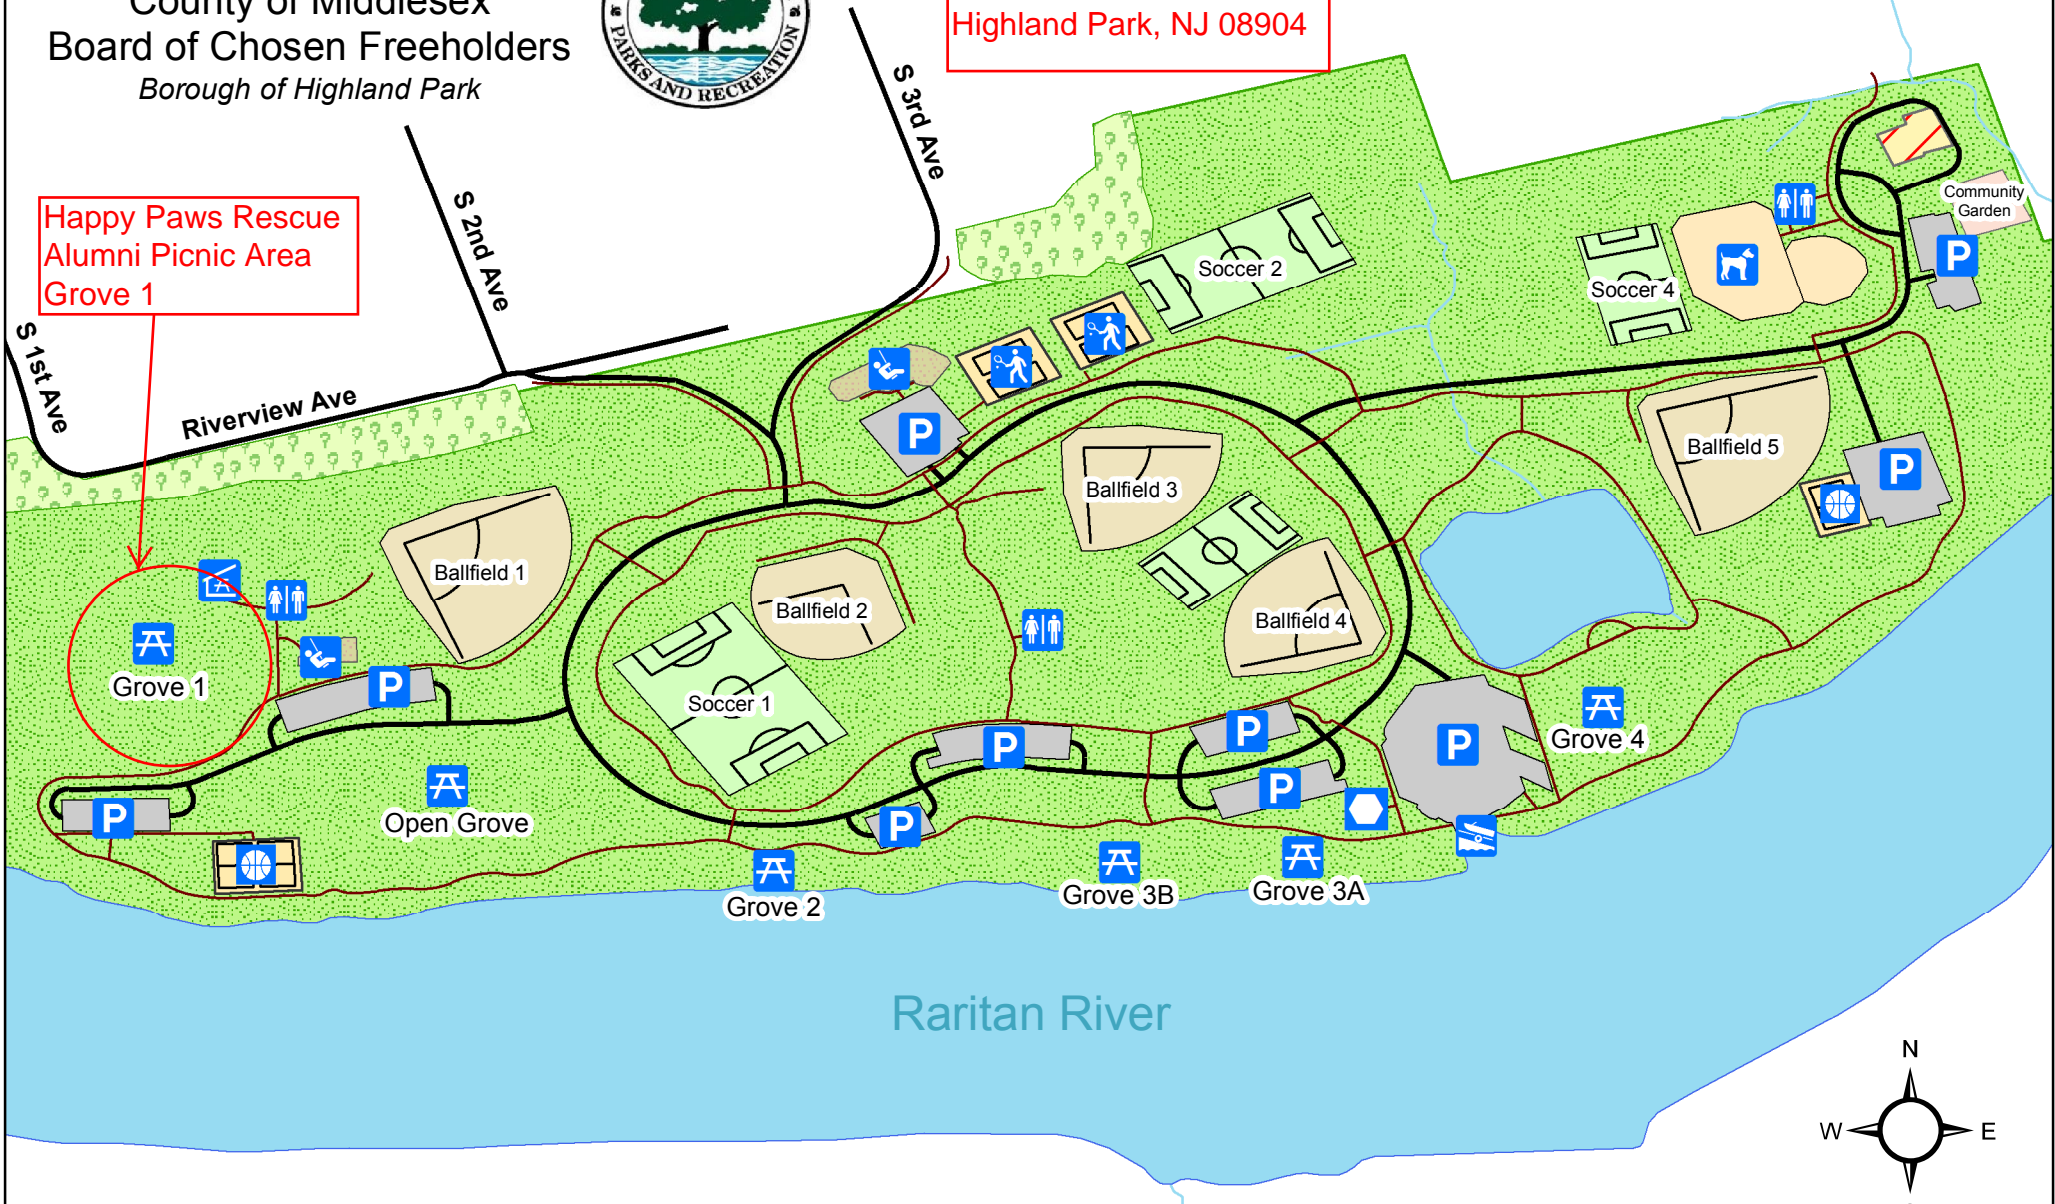 County of Middlesex
Board of Chosen Freeholders
Borough of Highland Park
PARKS AND RECREATION
Highland Park, NJ 08904
S 3rd Ave
S 2nd Ave
S 1st Ave
Riverview Ave
Happy Paws Rescue
Alumni Picnic Area
Grove 1
Community
Garden
Soccer 2
Soccer 4
P
P
Ballfield 5
P
Ballfield 3
Ballfield 1
Ballfield 2
Ballfield 4
Grove 1
P
Soccer 1
P
P
P
Grove 4
P
P
Open Grove
P
Grove 2
Grove 3B
Grove 3A
Raritan River
N
W
E